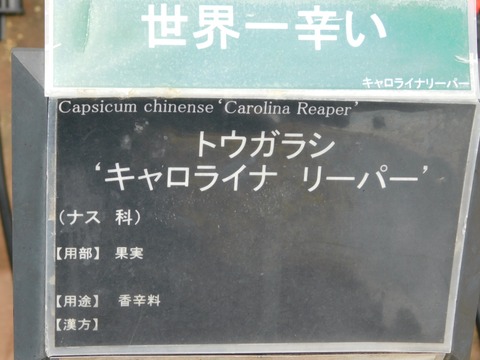 世界一辛い
キャロライナリーパー
Capsicum chinense ‘Carolina Reaper’
トウガラシ
‘キャロライナ リーパー’
（ナス 科）
【用部】 果実
【用途】 香辛料
【漢方】